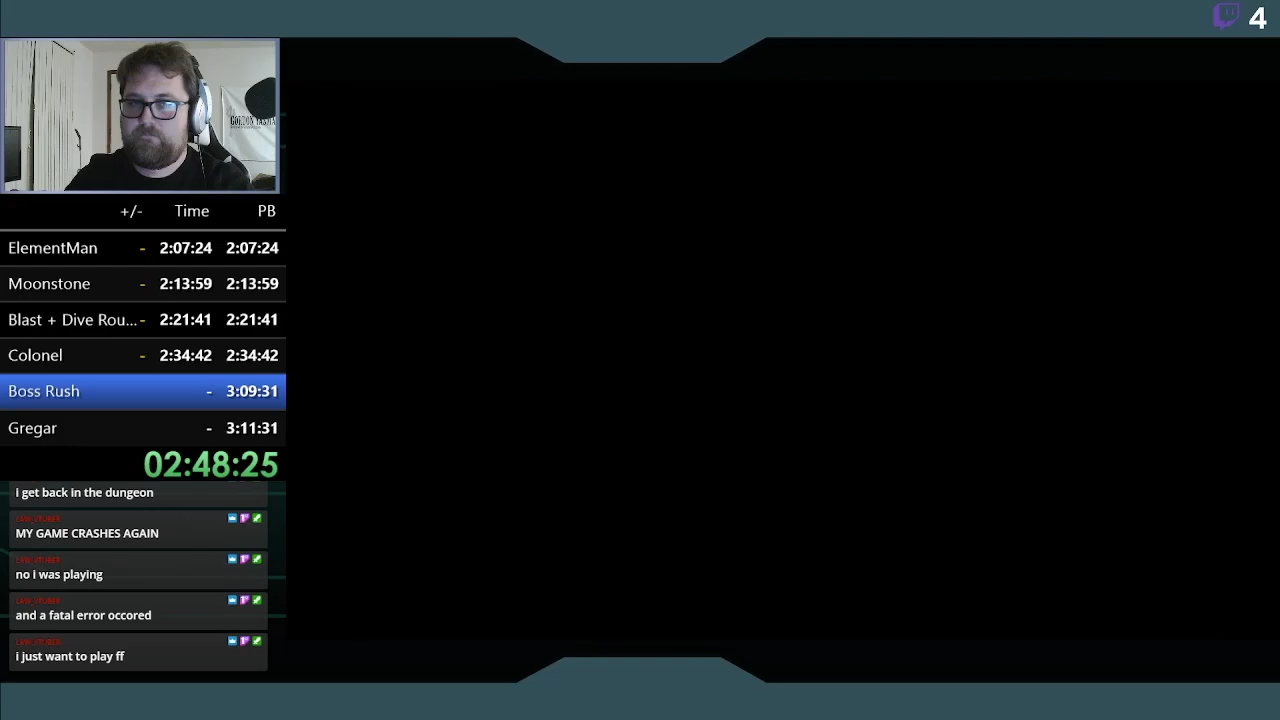 4
GORDON
+/- Time PB
ElementMan - 2:07:24 2:07:24
Moonstone - 2:13:59 2:13:59
Blast + Dive Rou... - 2:21:41 2:21:41
Colonel - 2:34:42 2:34:42
Boss Rush - 3:09:31
Gregar - 3:11:31
02:48:25
i get back in the dungeon
MY GAME CRASHES AGAIN
no i was playing
and a fatal error occored
i just want to play ff